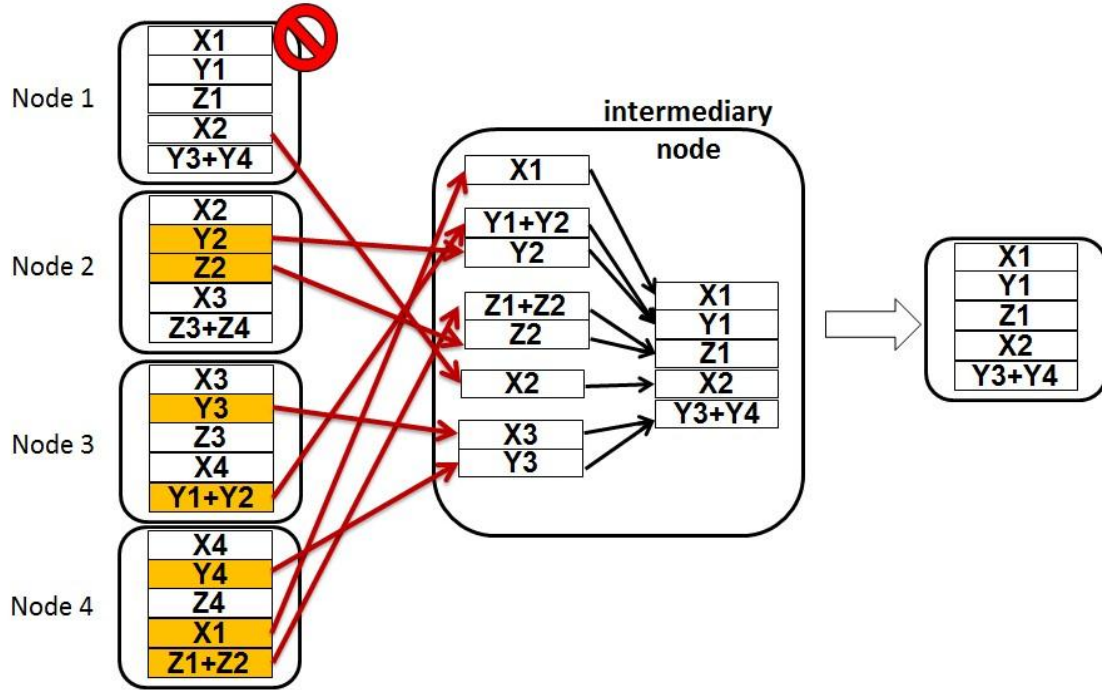 Node 1
X1
Y1
Z1
X2
Y3+Y4
Node 2
X2
Y2
Z2
X3
Z3+Z4
Node 3
X3
Y3
Z3
X4
Y1+Y2
Node 4
X4
Y4
Z4
X1
Z1+Z2
intermediary
node
X1
Y1+Y2
Y2
Z1+Z2
Z2
X2
X3
Y3
X1
Y1
Z1
X2
Y3+Y4
X1
Y1
Z1
X2
Y3+Y4